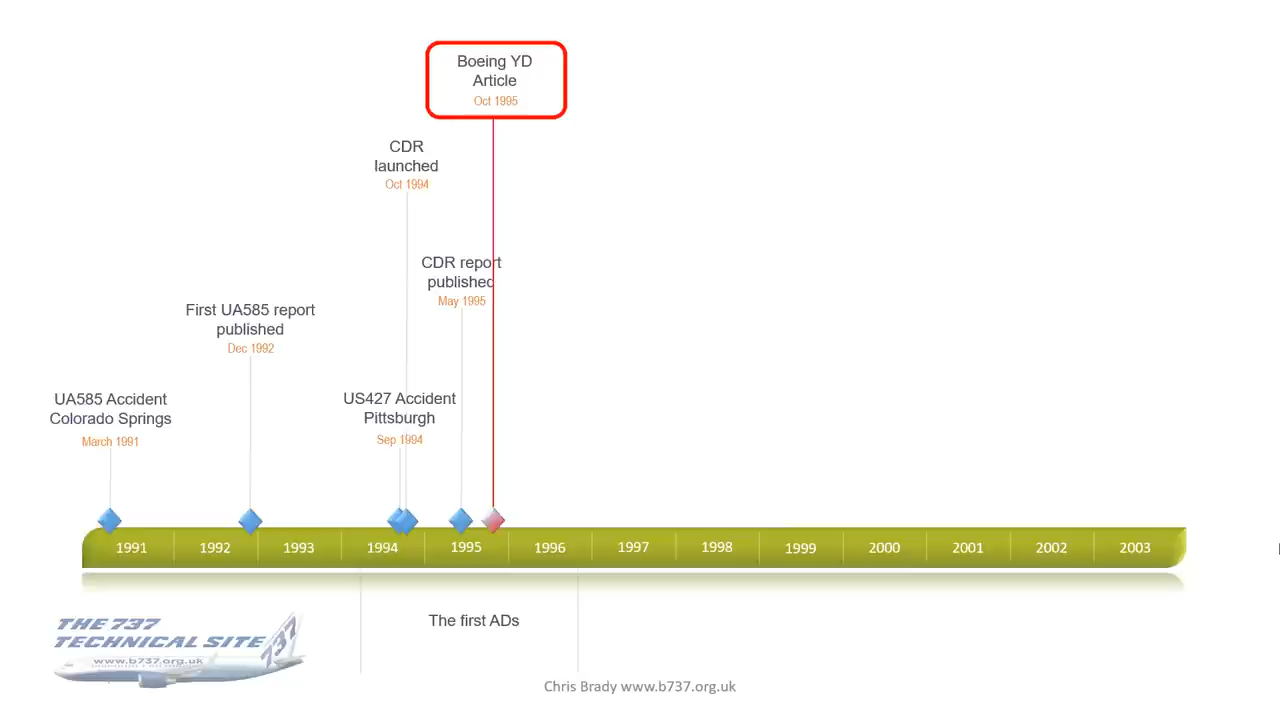 Boeing YD
Article
Oct 1995
CDR
launched
Oct 1994
CDR report
published
May 1995
First UA585 report
published
Dec 1992
UA585 Accident
Colorado Springs
March 1991
US427 Accident
Pittsburgh
Sep 1994
1991 1992 1993 1994 1995 1996 1997 1998 1999 2000 2001 2002 2003
The first ADs
THE 737
TECHNICAL SITE
737
www.b737.org.uk
Chris Brady www.b737.org.uk